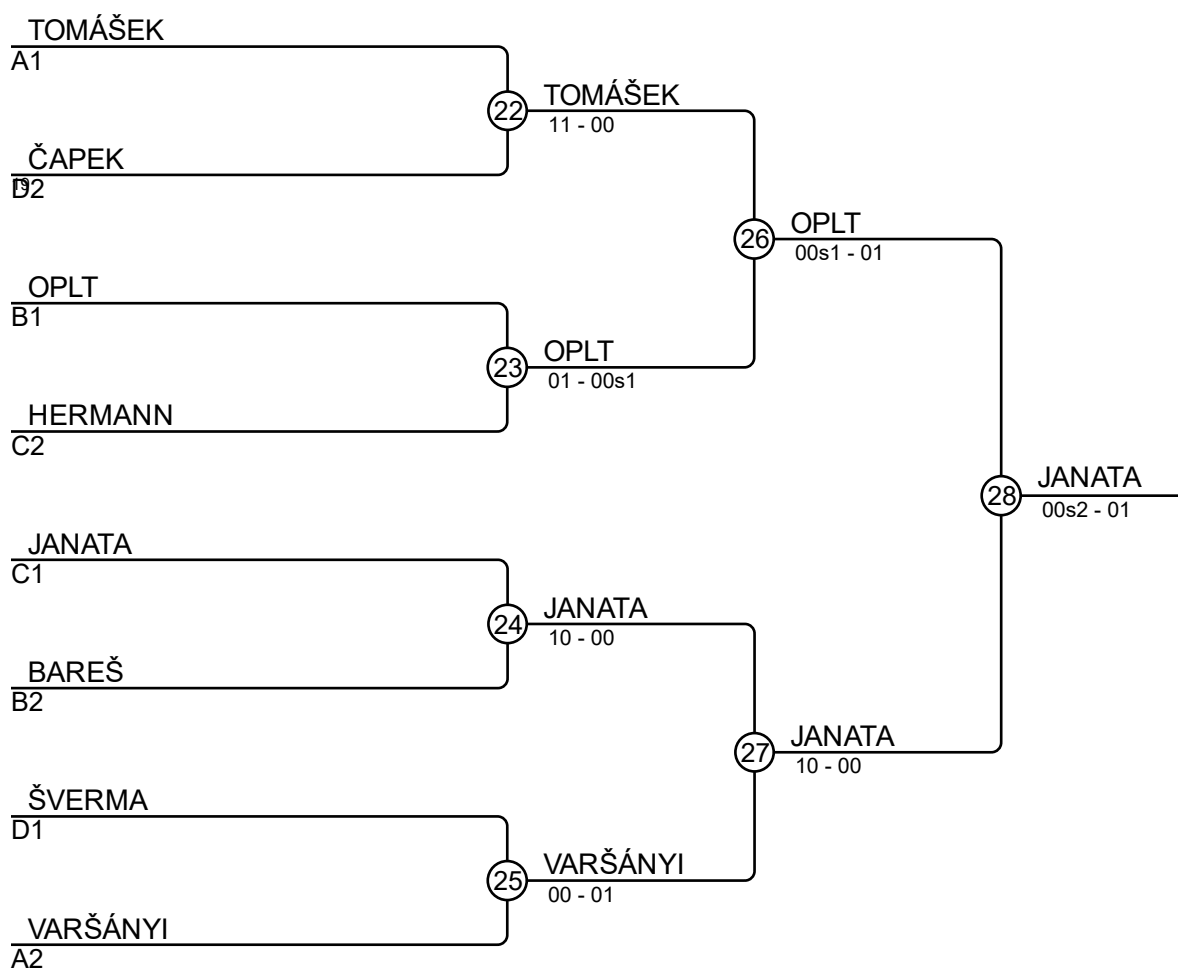 TOMÁŠEK
A1
22
TOMÁŠEK
11 - 00
ČAPEK
D2
19
26
OPLT
00s1 - 01
OPLT
B1
23
OPLT
01 - 00s1
HERMANN
C2
28
JANATA
00s2 - 01
JANATA
C1
24
JANATA
10 - 00
BAREŠ
B2
27
JANATA
10 - 00
ŠVERMA
D1
25
VARŠÁNYI
00 - 01
VARŠÁNYI
A2